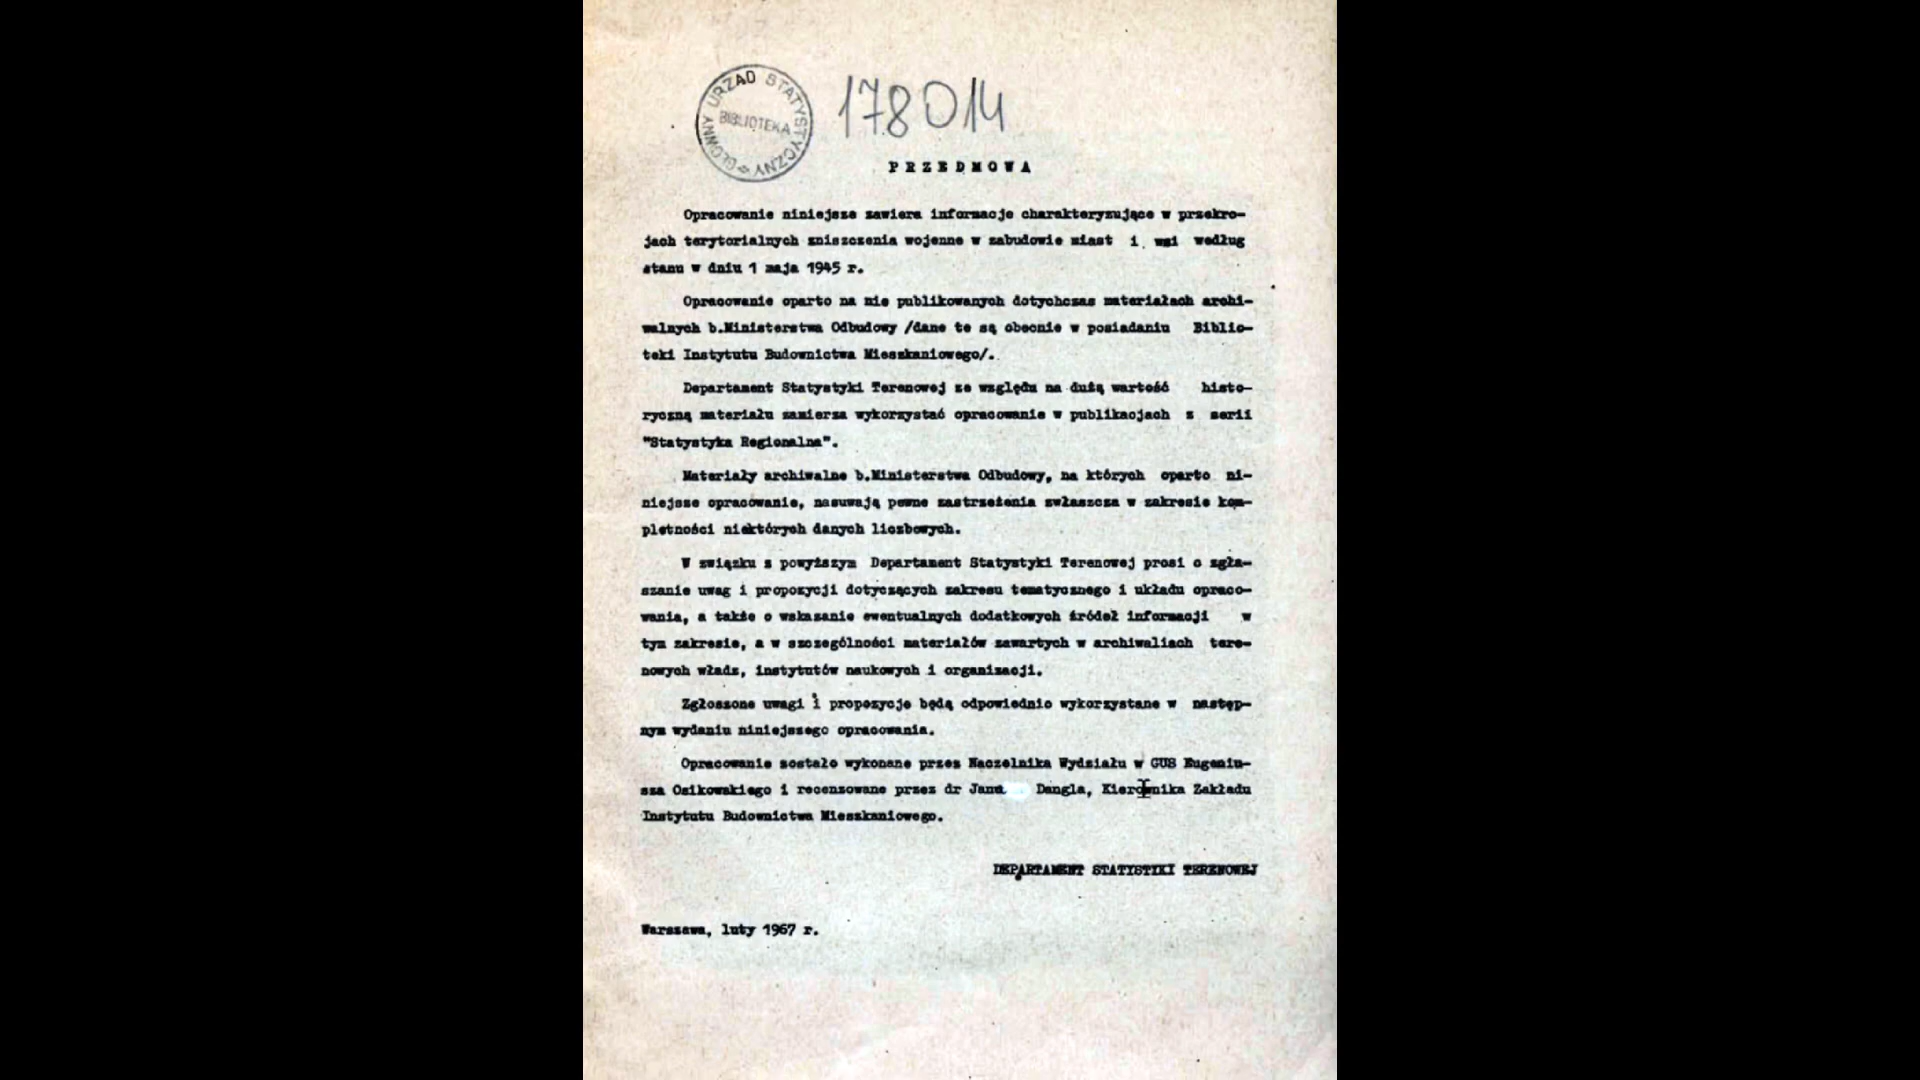 GŁÓWNY URZĄD STATYSTYCZNY
BIBLIOTEKA
178014
PRZEDMOWA
Opracowanie niniejsze zawiera informacje charakteryzujące w przekro-
jach terytorialnych zniszczenia wojenne w zabudowie miast i wsi według
stanu w dniu 1 maja 1945 r.
Opracowanie oparto na nie publikowanych dotychczas materiałach archi-
walnych b.Ministerstwa Odbudowy /dane te są obecnie w posiadaniu Biblio-
teki Instytutu Budownictwa Mieszkaniowego/.
Departament Statystyki Terenowej ze względu na dużą wartość histo-
ryczną materiału zamierza wykorzystać opracowanie w publikacjach z serii
"Statystyka Regionalna".
Materiały archiwalne b.Ministerstwa Odbudowy, na których oparto ni-
niejsze opracowanie, nasuwają pewne zastrzeżenia zwłaszcza w zakresie kom-
pletności niektórych danych liczbowych.
W związku z powyższym Departament Statystyki Terenowej prosi o zgła-
szanie uwag i propozycji dotyczących zakresu tematycznego i układu opraco-
wania, a także o wskazanie ewentualnych dodatkowych źródeł informacji w
tym zakresie, a w szczególności materiałów zawartych w archiwaliach tere-
nowych władz, instytutów naukowych i organizacji.
Zgłoszone uwagi i propozycje będą odpowiednio wykorzystane w następ-
nym wydaniu niniejszego opracowania.
Opracowanie zostało wykonane przez Naczelnika Wydziału w GUS Eugeniu-
sza Osikowskiego i recenzowane przez dr Janu Dangla, Kierownika Zakładu
Instytutu Budownictwa Mieszkaniowego.
DEPARTAMENT STATYSTYKI TERENOWEJ
Warszawa, luty 1967 r.